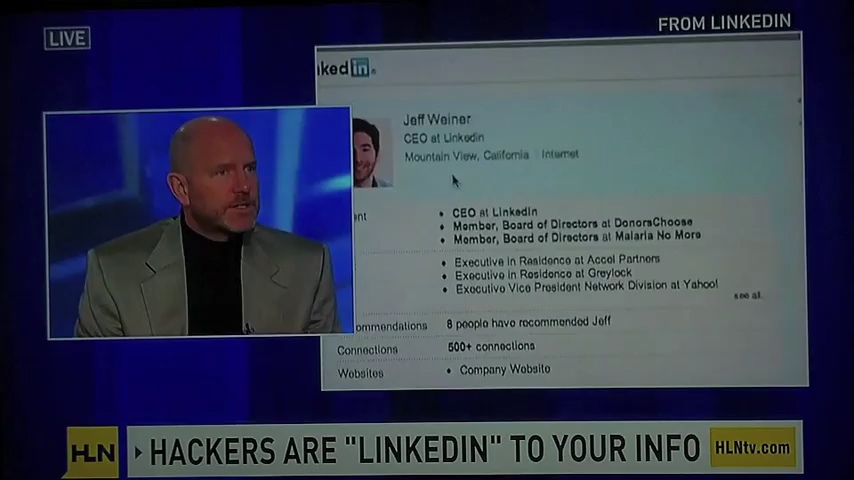 LIVE
FROM LINKEDIN
nkedin
Jeff Weiner
CEO at LinkedIn
Mountain View, California Internet
ent
• CEO at LinkedIn
• Member, Board of Directors at DonorsChoose
• Member, Board of Directors at Malaria No More
• Executive in Residence at Accel Partners
• Executive in Residence at Greylock
• Executive Vice President Network Division at Yahoo!
see all
ommendations 8 people have recommended Jeff
Connections 500+ connections
Websites • Company Website
HLN HACKERS ARE "LINKEDIN" TO YOUR INFO HLNtv.com